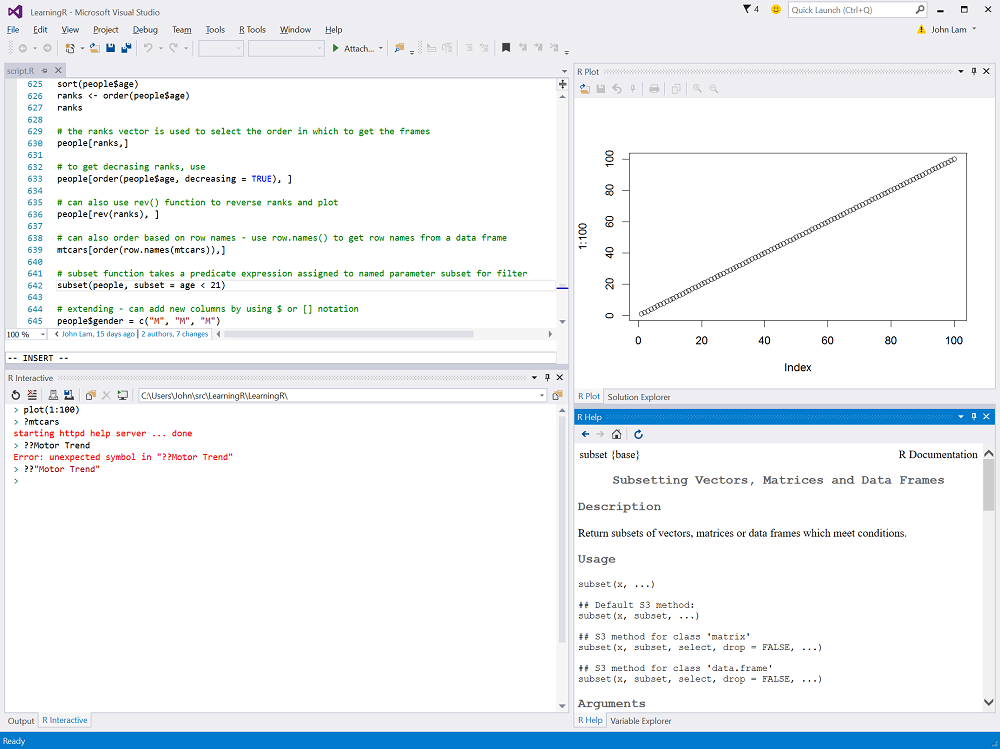 LearningR - Microsoft Visual Studio
4
Quick Launch (Ctrl+Q)
File Edit View Project Debug Team Tools R Tools Window Help
John Lam
Attach...
script.R
625 sort(people$age)
626 ranks <- order(people$age)
627 ranks
628
629 # the ranks vector is used to select the order in which to get the frames
630 people[ranks,]
631
632 # to get decrasing ranks, use
633 people[order(people$age, decreasing = TRUE), ]
634
635 # can also use rev() function to reverse ranks and plot
636 people[rev(ranks), ]
637
638 # can also order based on row names - use row.names() to get row names from a data frame
639 mtcars[order(row.names(mtcars)),]
640
641 # subset function takes a predicate expression assigned to named parameter subset for filter
642 subset(people, subset = age < 21)
643
644 # extending - can add new columns by using $ or [] notation
645 people$gender = c("M", "M", "M")
100 %
John Lam, 15 days ago | 2 authors, 7 changes
-- INSERT --
R Interactive
C:\Users\John\src\LearningR\LearningR\
> plot(1:100)
> ?mtcars
starting httpd help server ... done
> ??Motor Trend
Error: unexpected symbol in "??Motor Trend"
> ??"Motor Trend"
>
Output R Interactive
R Plot
1:100
100
80
60
40
20
0
0 20 40 60 80 100
Index
R Plot Solution Explorer
R Help
subset {base} R Documentation
Subsetting Vectors, Matrices and Data Frames
Description
Return subsets of vectors, matrices or data frames which meet conditions.
Usage
subset(x, ...)
## Default S3 method:
subset(x, subset, ...)
## S3 method for class 'matrix'
subset(x, subset, select, drop = FALSE, ...)
## S3 method for class 'data.frame'
subset(x, subset, select, drop = FALSE, ...)
Arguments
R Help Variable Explorer
Ready